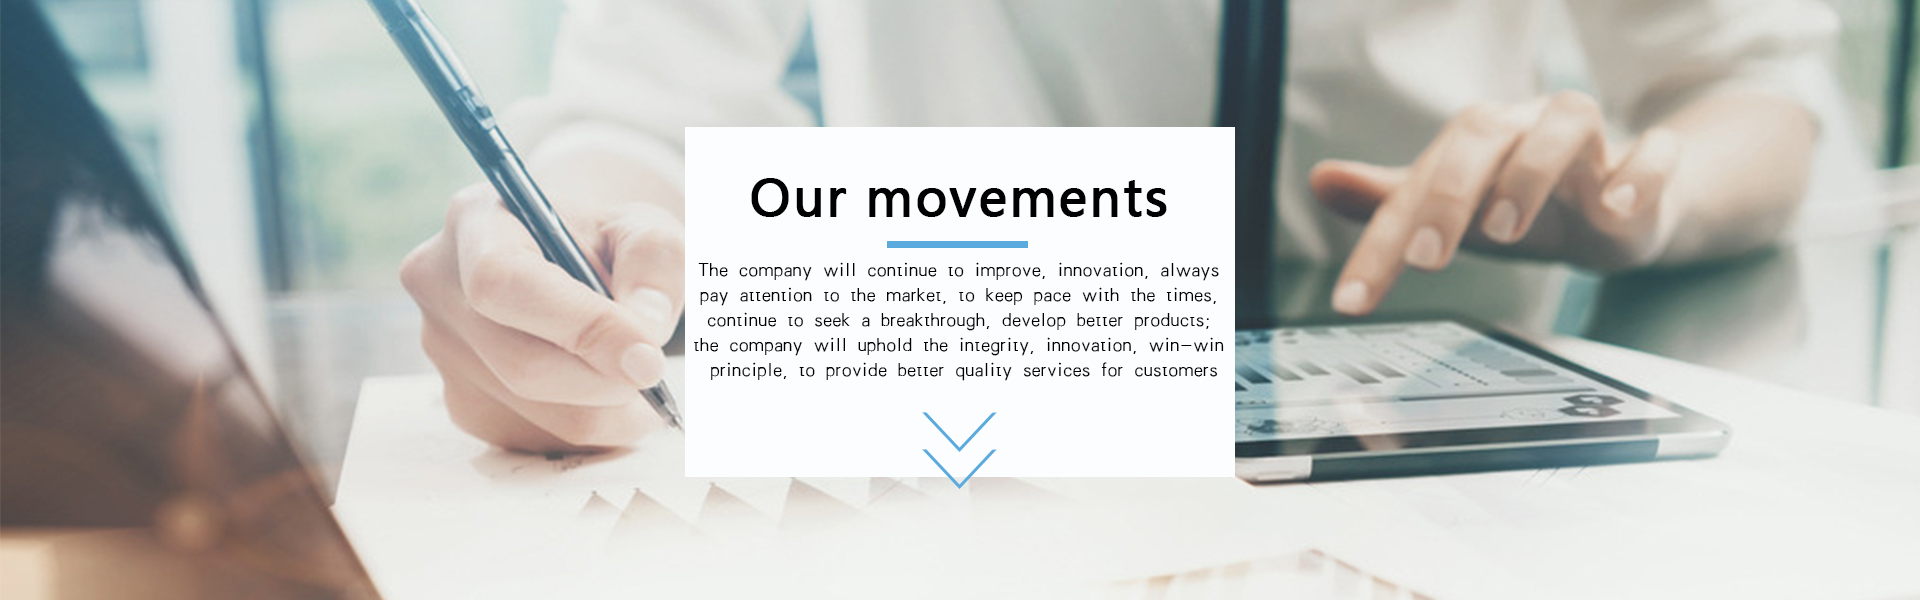 Our movements
The company will continue to improve, innovation, always
pay attention to the market, to keep pace with the times,
continue to seek a breakthrough, develop better products;
the company will uphold the integrity, innovation, win-win
principle, to provide better quality services for customers